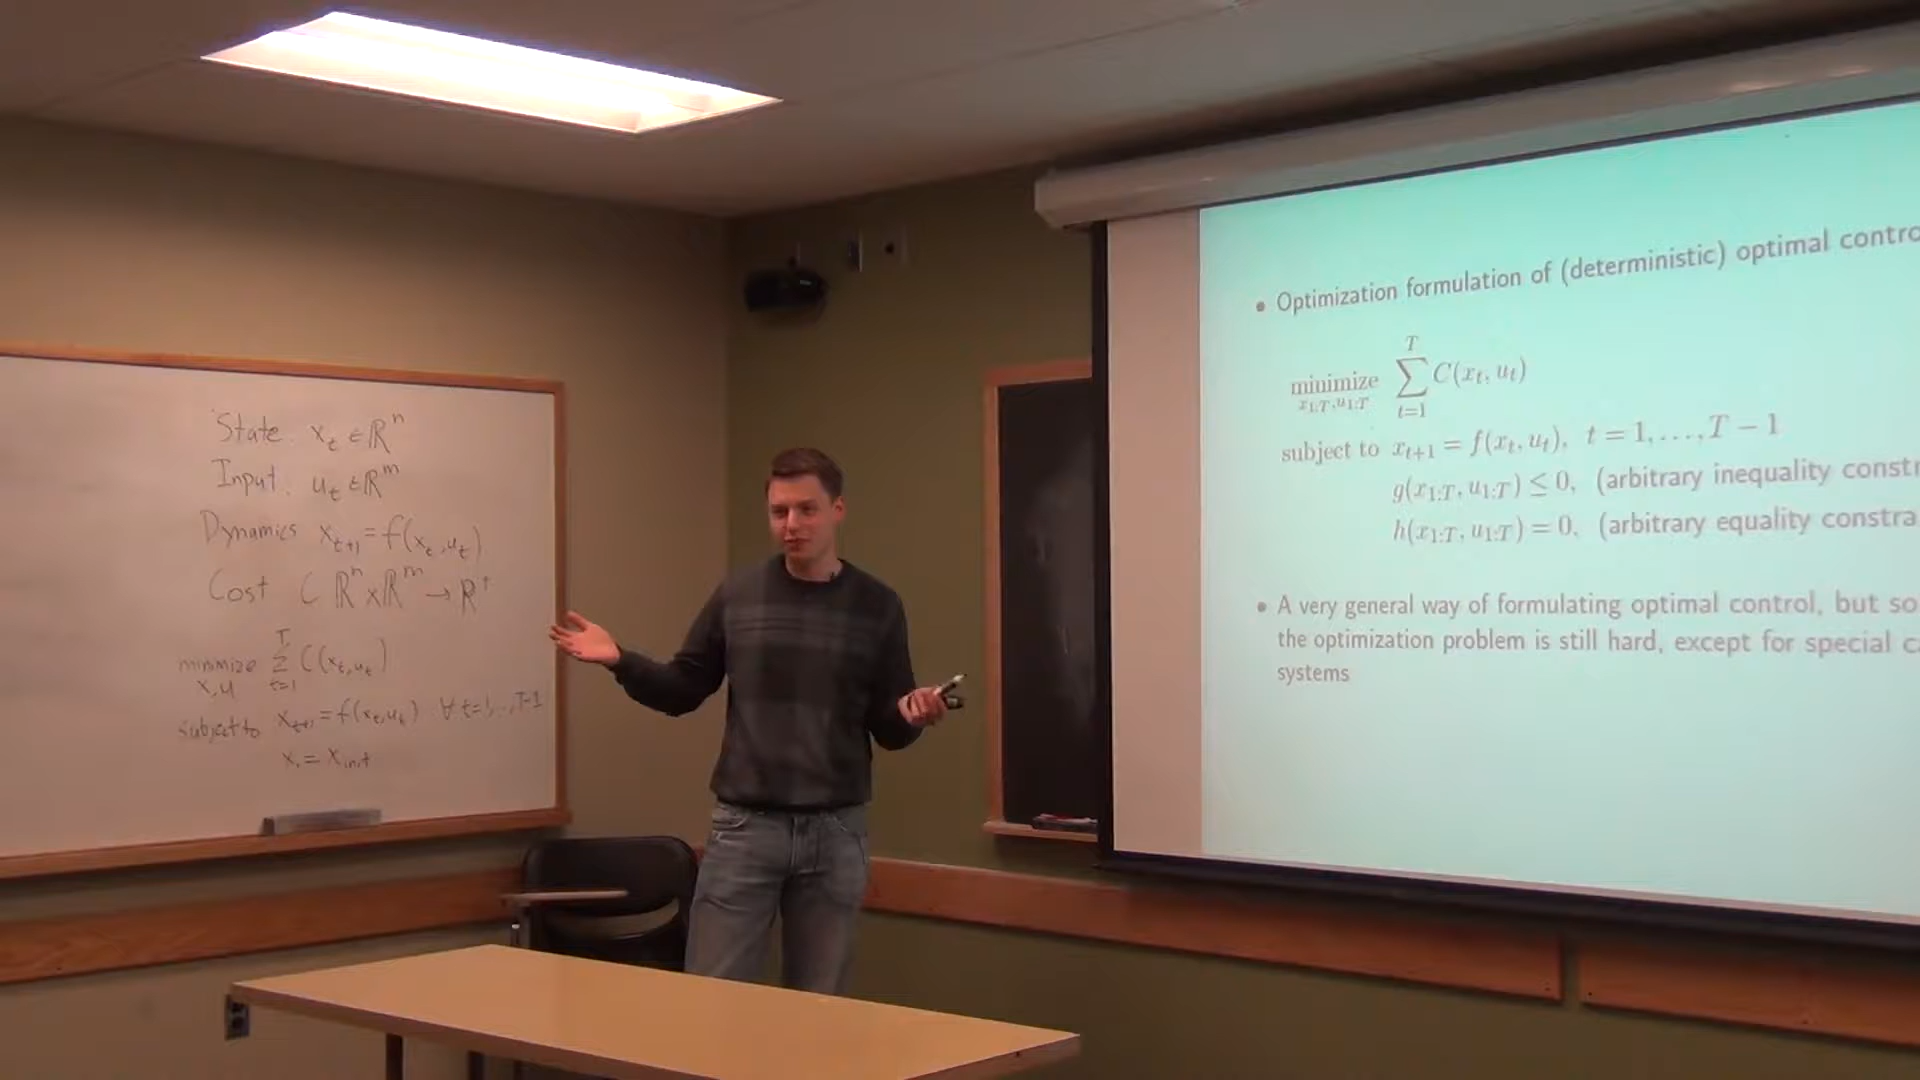 State: xₜ ∈ ℝⁿ
Input: uₜ ∈ ℝᵐ
Dynamics xₜ₊₁ = f(xₜ, uₜ)
Cost C ℝⁿ × ℝᵐ → ℝ⁺
minimize T
x,u ∑ C(xₜ, uₜ)
t=1
subject to xₜ₊₁ = f(xₜ, uₜ) ∀ t=1,...,T-1
x₁ = x_init
• Optimization formulation of (deterministic) optimal contro
minimize T
x₁:T, u₁:T ∑ C(xₜ, uₜ)
t=1
subject to xₜ₊₁ = f(xₜ, uₜ), t = 1, ..., T − 1
g(x₁:T, u₁:T) ≤ 0, (arbitrary inequality constr
h(x₁:T, u₁:T) = 0, (arbitrary equality constra
• A very general way of formulating optimal control, but so
the optimization problem is still hard, except for special c
systems